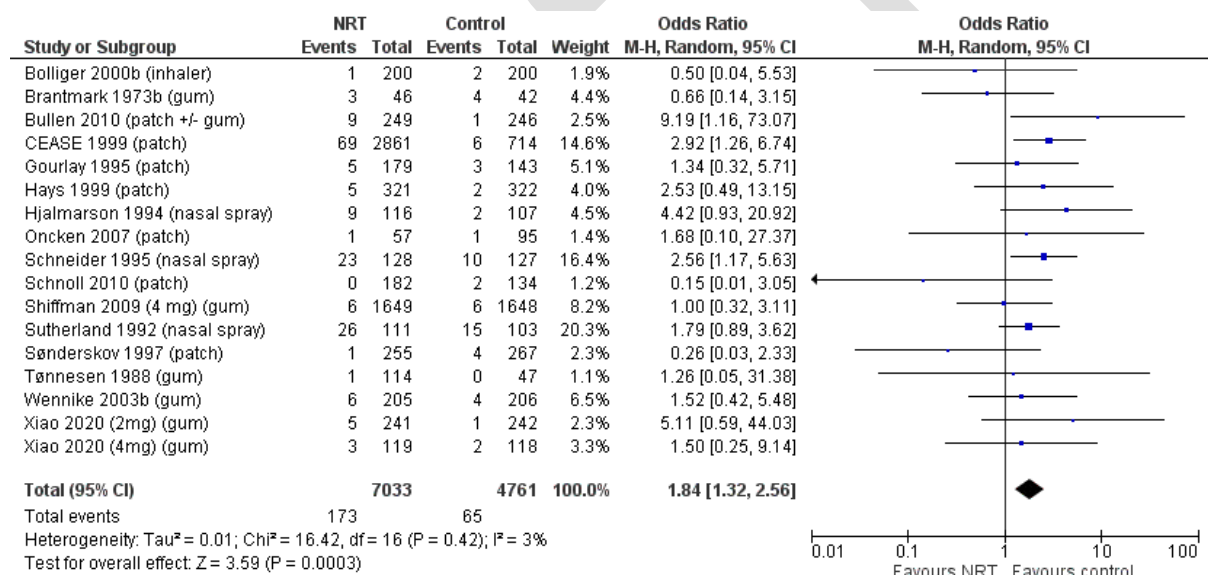 NRT Control Odds Ratio Odds Ratio
Study or Subgroup Events Total Events Total Weight M-H, Random, 95% CI M-H, Random, 95% CI
Bolliger 2000b (inhaler) 1 200 2 200 1.9% 0.50 [0.04, 5.53]
Brantmark 1973b (gum) 3 46 4 42 4.4% 0.66 [0.14, 3.15]
Bullen 2010 (patch +/- gum) 9 249 1 246 2.5% 9.19 [1.16, 73.07]
CEASE 1999 (patch) 69 2861 6 714 14.6% 2.92 [1.26, 6.74]
Gourlay 1995 (patch) 5 179 3 143 5.1% 1.34 [0.32, 5.71]
Hays 1999 (patch) 5 321 2 322 4.0% 2.53 [0.49, 13.15]
Hjalmarson 1994 (nasal spray) 9 116 2 107 4.5% 4.42 [0.93, 20.92]
Oncken 2007 (patch) 1 57 1 95 1.4% 1.68 [0.10, 27.37]
Schneider 1995 (nasal spray) 23 128 10 127 16.4% 2.56 [1.17, 5.63]
Schnoll 2010 (patch) 0 182 2 134 1.2% 0.15 [0.01, 3.05]
Shiffman 2009 (4 mg) (gum) 6 1649 6 1648 8.2% 1.00 [0.32, 3.11]
Sutherland 1992 (nasal spray) 26 111 15 103 20.3% 1.79 [0.89, 3.62]
Sønderskov 1997 (patch) 1 255 4 267 2.3% 0.26 [0.03, 2.33]
Tønnesen 1988 (gum) 1 114 0 47 1.1% 1.26 [0.05, 31.38]
Wennike 2003b (gum) 6 205 4 206 6.5% 1.52 [0.42, 5.48]
Xiao 2020 (2mg) (gum) 5 241 1 242 2.3% 5.11 [0.59, 44.03]
Xiao 2020 (4mg) (gum) 3 119 2 118 3.3% 1.50 [0.25, 9.14]
Total (95% CI) 7033 4761 100.0% 1.84 [1.32, 2.56]
Total events 173 65
Heterogeneity: Tau² = 0.01; Chi² = 16.42, df = 16 (P = 0.42); I² = 3%
Test for overall effect: Z = 3.59 (P = 0.0003)
0.01 0.1 1 10 100
Favours NRT Favours control